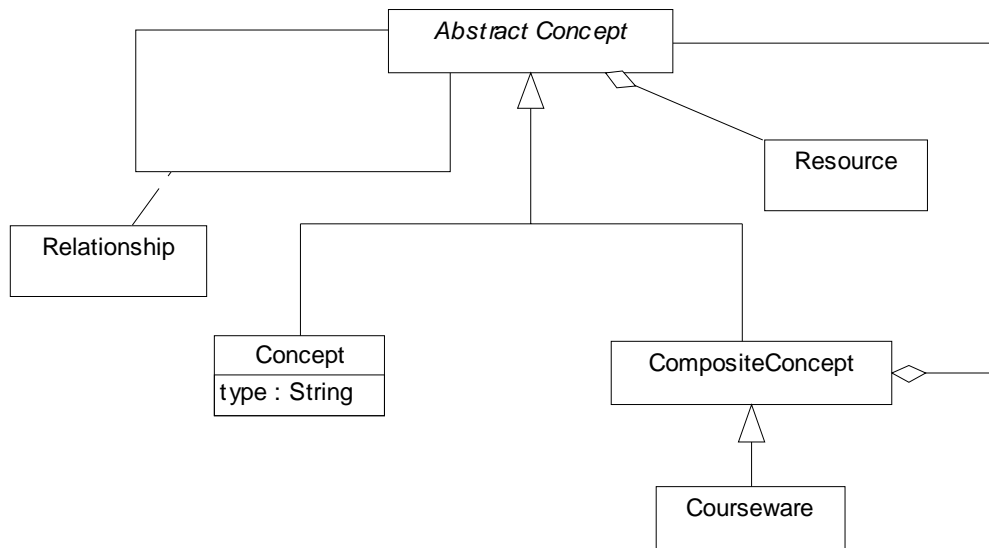 Abstract Concept
Resource
Relationship
Concept
type : String
CompositeConcept
Courseware